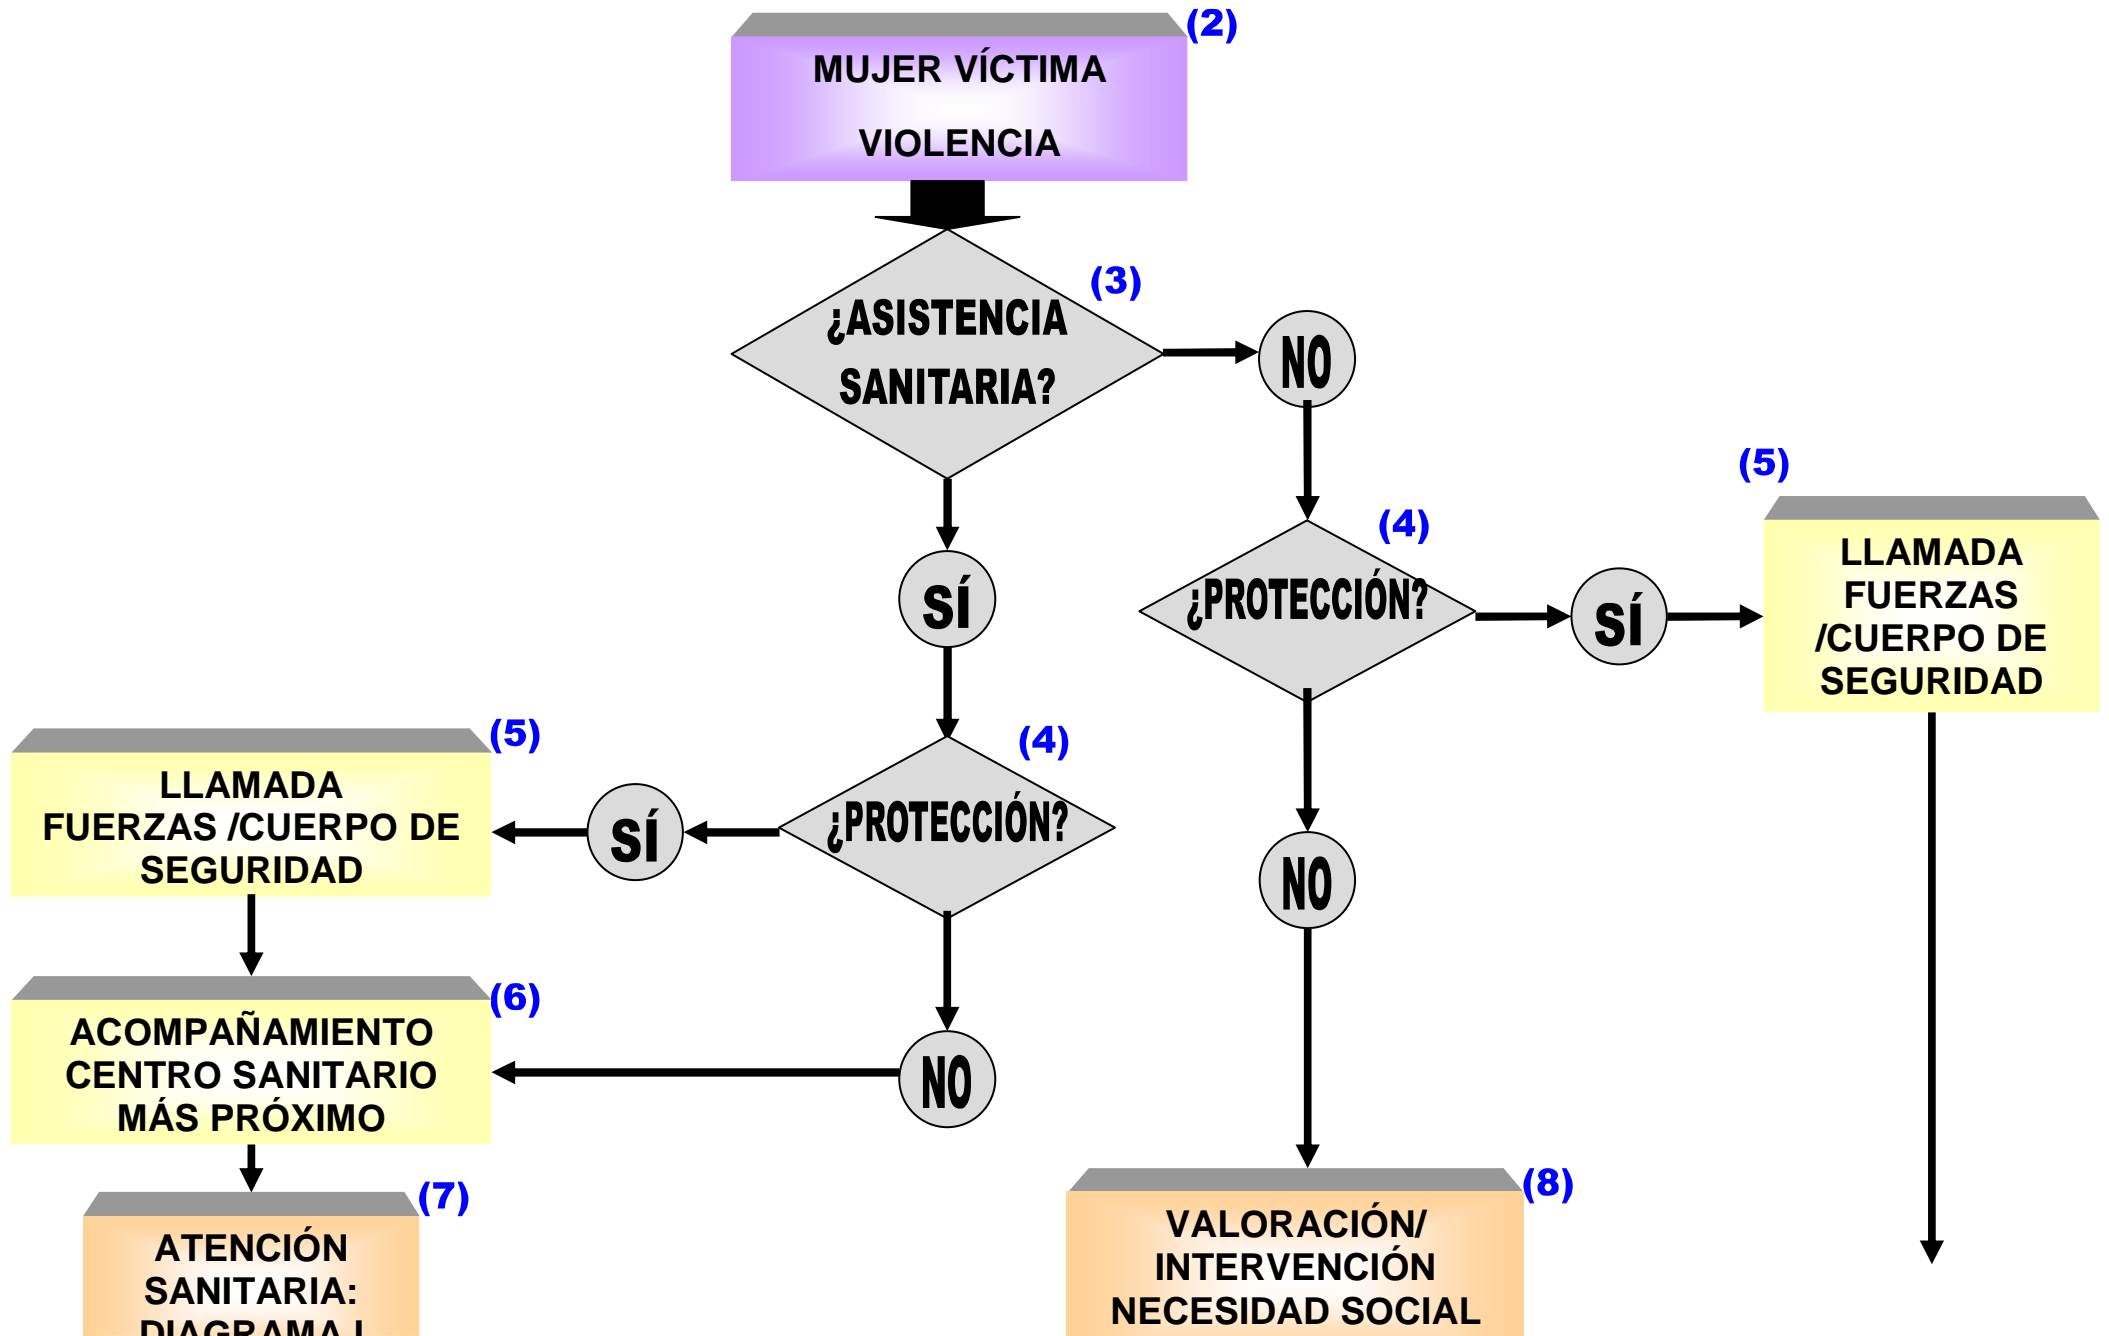 (2)
MUJER VÍCTIMA
VIOLENCIA
(3)
¿ASISTENCIA
SANITARIA?
NO
SÍ
(4)
¿PROTECCIÓN?
SÍ
(5)
LLAMADA
FUERZAS
/CUERPO DE
SEGURIDAD
NO
(4)
¿PROTECCIÓN?
SÍ
(5)
LLAMADA
FUERZAS /CUERPO DE
SEGURIDAD
NO
(6)
ACOMPAÑAMIENTO
CENTRO SANITARIO
MÁS PRÓXIMO
(7)
ATENCIÓN
SANITARIA:
DIAGRAMA I
(8)
VALORACIÓN/
INTERVENCIÓN
NECESIDAD SOCIAL